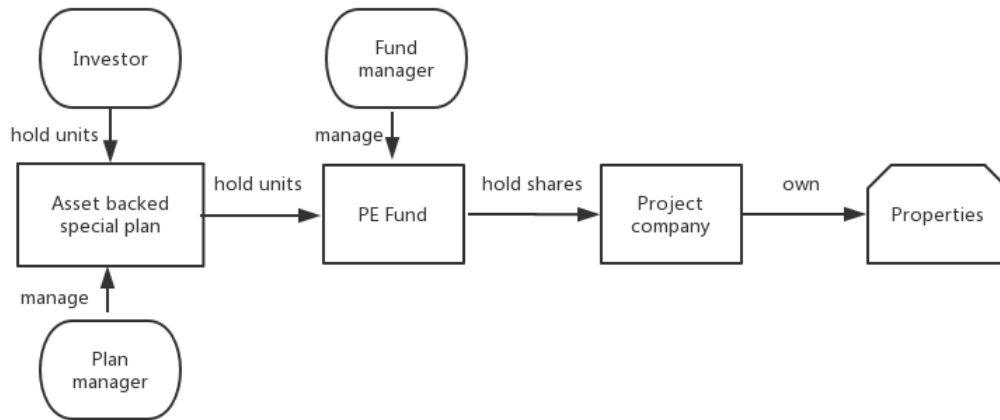 Investor
Fund
manager
hold units
manage
Asset backed
special plan
hold units
PE Fund
hold shares
Project
company
own
Properties
manage
Plan
manager